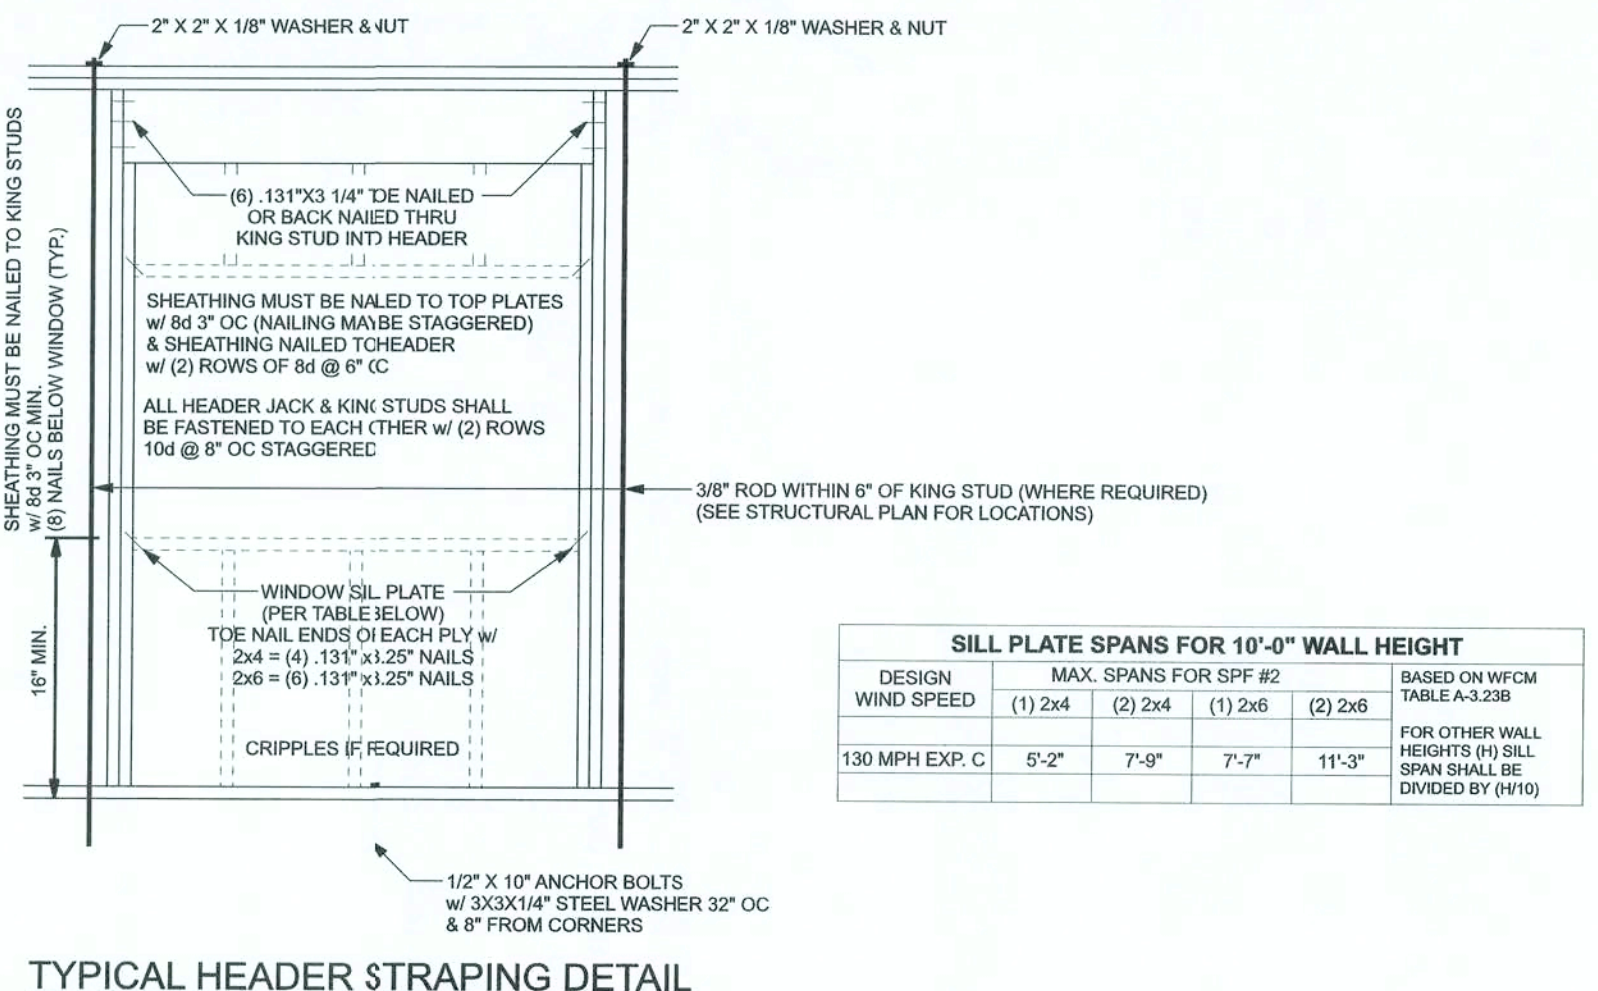 2" X 2" X 1/8" WASHER & NUT
2" X 2" X 1/8" WASHER & NUT
SHEATHING MUST BE NAILED TO KING STUDS
w/ 8d 3" OC MIN.
(8) NAILS BELOW WINDOW (TYP.)
(6) .131"X3 1/4" TOE NAILED
OR BACK NAILED THRU
KING STUD INTO HEADER
SHEATHING MUST BE NAILED TO TOP PLATES
w/ 8d 3" OC (NAILING MAY BE STAGGERED)
& SHEATHING NAILED TO HEADER
w/ (2) ROWS OF 8d @ 6" OC
ALL HEADER JACK & KING STUDS SHALL
BE FASTENED TO EACH OTHER w/ (2) ROWS
10d @ 8" OC STAGGERED
3/8" ROD WITHIN 6" OF KING STUD (WHERE REQUIRED)
(SEE STRUCTURAL PLAN FOR LOCATIONS)
16" MIN.
WINDOW SILL PLATE
(PER TABLE BELOW)
TOE NAIL ENDS OF EACH PLY w/
2x4 = (4) .131" x3.25" NAILS
2x6 = (6) .131" x3.25" NAILS
CRIPPLES IF REQUIRED
SILL PLATE SPANS FOR 10'-0" WALL HEIGHT
DESIGN
WIND SPEED
MAX. SPANS FOR SPF #2
(1) 2x4 (2) 2x4 (1) 2x6 (2) 2x6
130 MPH EXP. C 5'-2" 7'-9" 7'-7" 11'-3"
BASED ON WFCM
TABLE A-3.23B
FOR OTHER WALL
HEIGHTS (H) SILL
SPAN SHALL BE
DIVIDED BY (H/10)
1/2" X 10" ANCHOR BOLTS
w/ 3X3X1/4" STEEL WASHER 32" OC
& 8" FROM CORNERS
TYPICAL HEADER STRAPING DETAIL